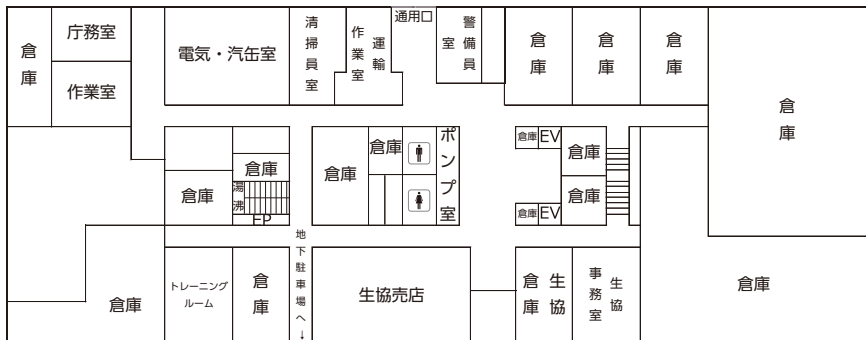 倉庫
庁務室
作業室
電気・汽缶室
清掃員室
運輸
作業室
通用口
警備員
室
倉庫
倉庫
倉庫
倉庫
倉庫
倉庫
湯沸
EP
倉庫
倉庫
ポンプ室
倉庫
EV
倉庫
倉庫
EV
倉庫
倉庫
トレーニング
ルーム
倉庫
地下駐車場へ↓
生協売店
生協
倉庫
生協
事務室
倉庫